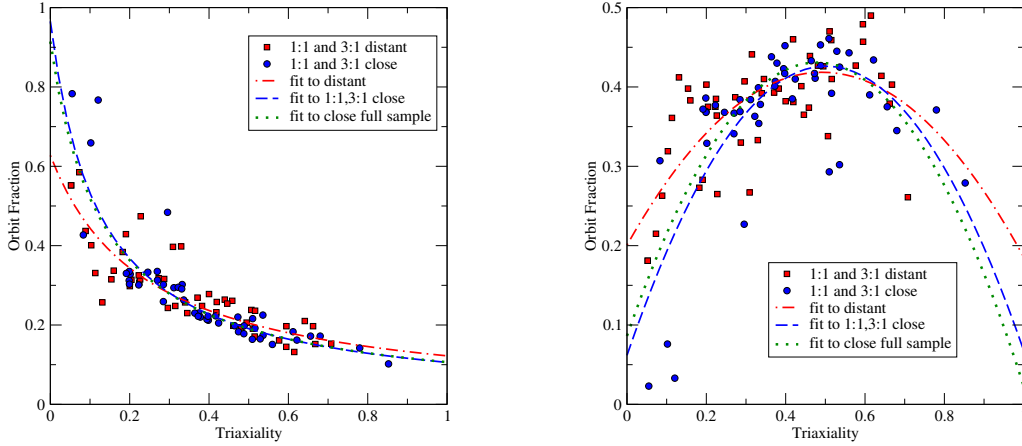 1
0.8
0.6
0.4
0.2
0
Orbit Fraction
1:1 and 3:1 distant
1:1 and 3:1 close
fit to distant
fit to 1:1,3:1 close
fit to close full sample
0 0.2 0.4 0.6 0.8 1
Triaxiality
0.5
0.4
0.3
0.2
0.1
0
Orbit Fraction
1:1 and 3:1 distant
1:1 and 3:1 close
fit to distant
fit to 1:1,3:1 close
fit to close full sample
0 0.2 0.4 0.6 0.8
Triaxiality